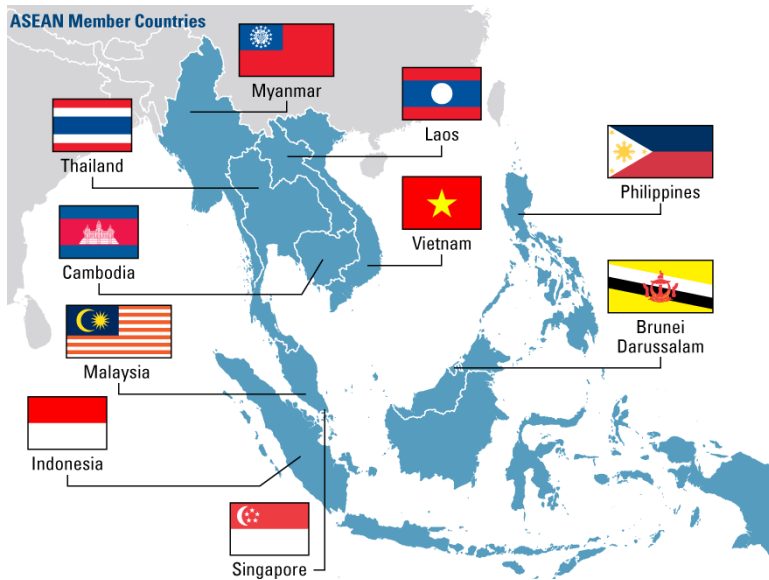 ASEAN Member Countries
Myanmar
Laos
Thailand
Philippines
Vietnam
Cambodia
Brunei
Darussalam
Malaysia
Indonesia
Singapore